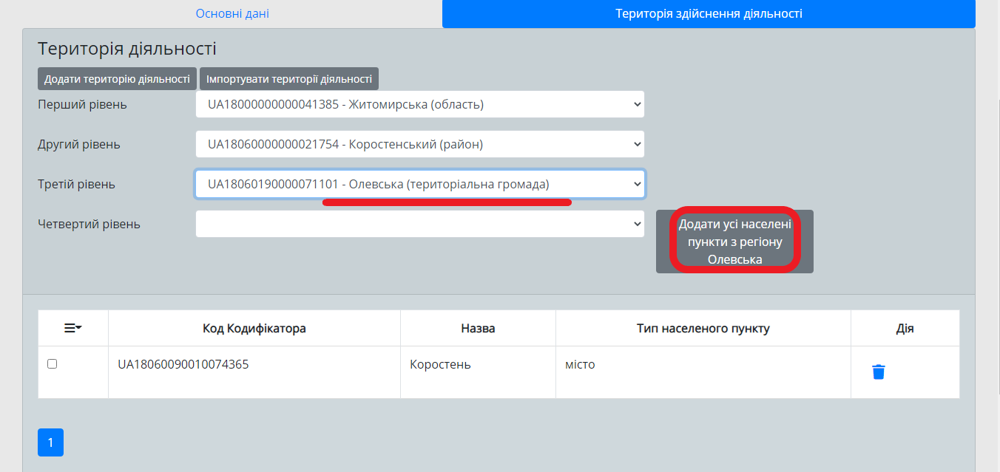 Основні дані
Територія здійснення діяльності
Територія діяльності
Додати територію діяльності
Імпортувати території діяльності
Перший рівень
UA18000000000041385 - Житомирська (область)
Другий рівень
UA18060000000021754 - Коростенський (район)
Третій рівень
UA18060190000071101 - Олевська (територіальна громада)
Четвертий рівень
Додати усі населені
пункти з регіону
Олевська
Код Кодифікатора
Назва
Тип населеного пункту
Дія
UA18060090010074365
Коростень
місто
1